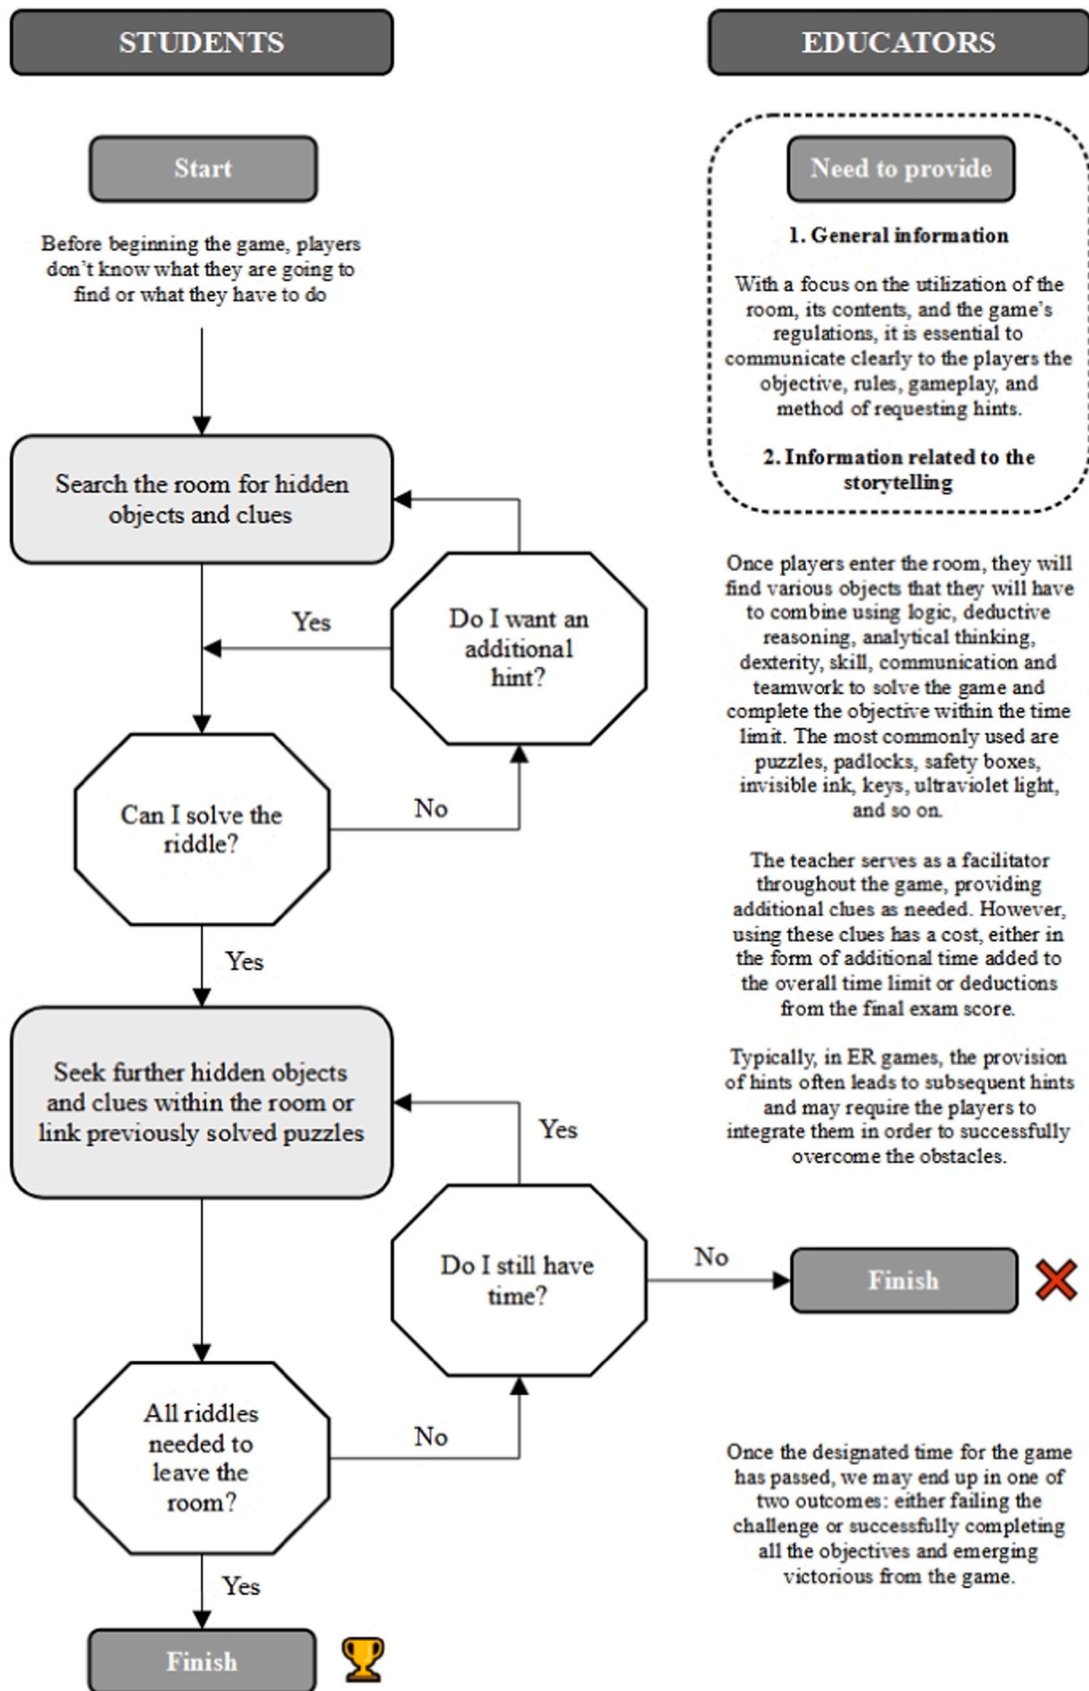 STUDENTS
Start
Before beginning the game, players
don't know what they are going to
find or what they have to do
Search the room for hidden
objects and clues
Do I want an
additional
hint?
Yes
Can I solve the
riddle?
No
Yes
Seek further hidden objects
and clues within the room or
link previously solved puzzles
Yes
Do I still have
time?
No
Finish
All riddles
needed to
leave the
room?
No
Yes
Finish
EDUCATORS
Need to provide
1. General information
With a focus on the utilization of the
room, its contents, and the game's
regulations, it is essential to
communicate clearly to the players the
objective, rules, gameplay, and
method of requesting hints.
2. Information related to the
storytelling
Once players enter the room, they will
find various objects that they will have
to combine using logic, deductive
reasoning, analytical thinking,
dexterity, skill, communication and
teamwork to solve the game and
complete the objective within the time
limit. The most commonly used are
puzzles, padlocks, safety boxes,
invisible ink, keys, ultraviolet light,
and so on.
The teacher serves as a facilitator
throughout the game, providing
additional clues as needed. However,
using these clues has a cost, either in
the form of additional time added to
the overall time limit or deductions
from the final exam score.
Typically, in ER games, the provision
of hints often leads to subsequent hints
and may require the players to
integrate them in order to successfully
overcome the obstacles.
Once the designated time for the game
has passed, we may end up in one of
two outcomes: either failing the
challenge or successfully completing
all the objectives and emerging
victorious from the game.